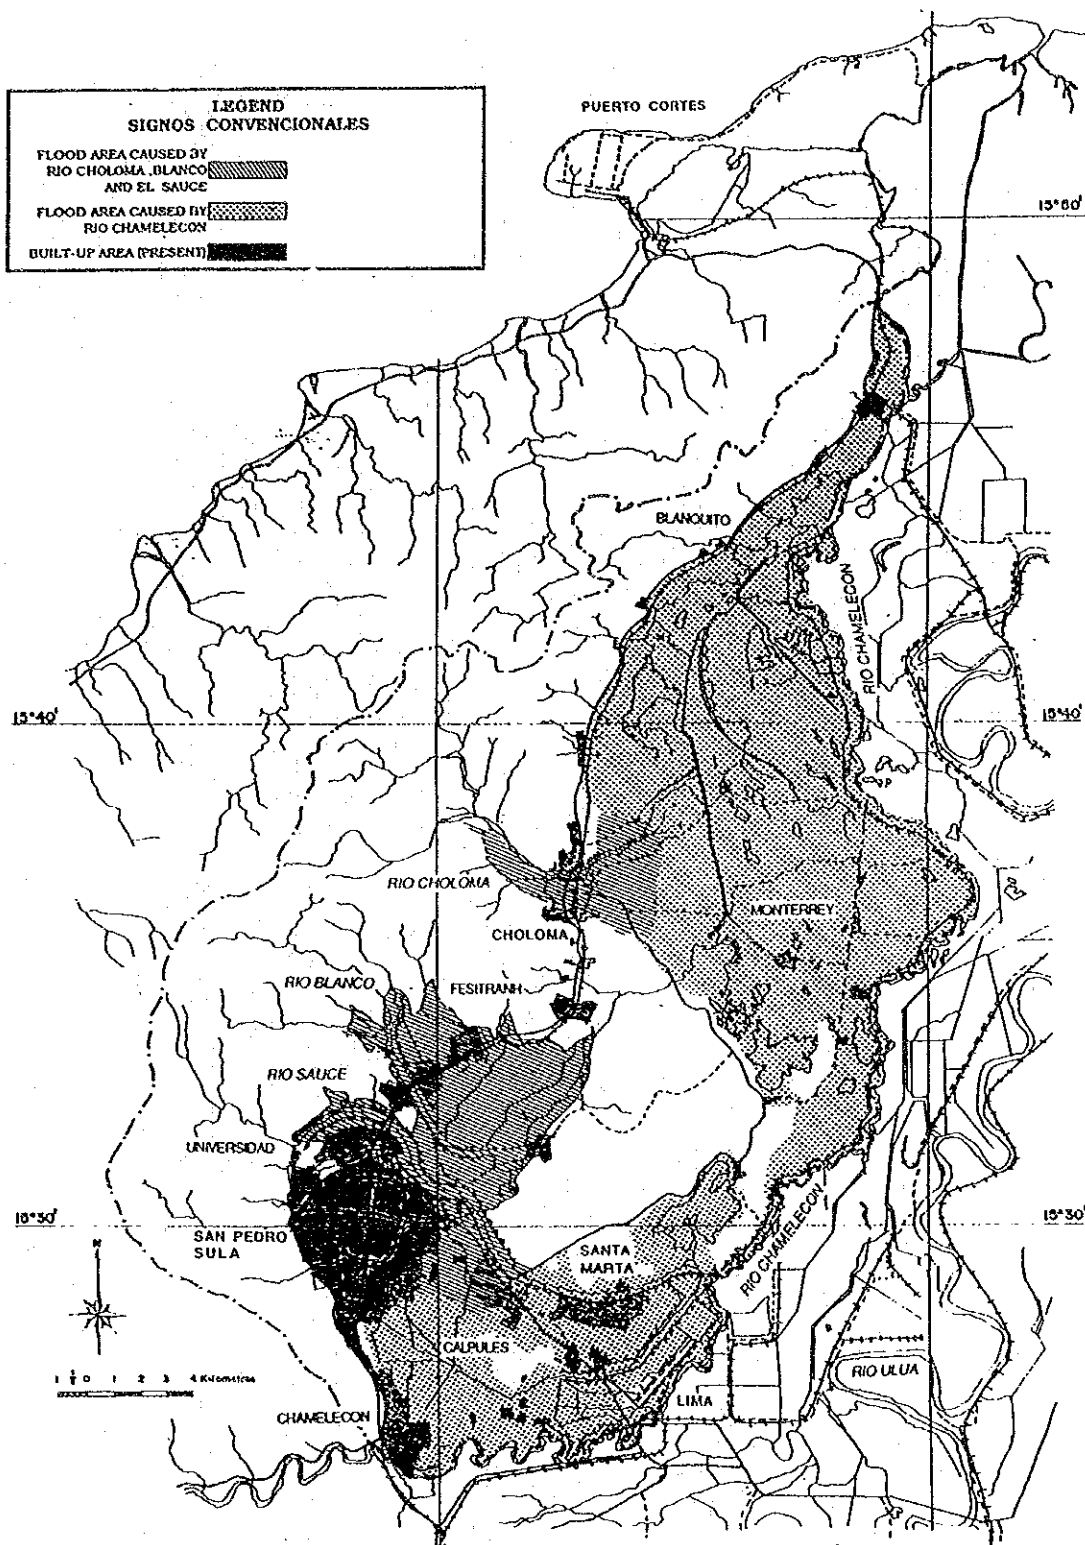 LEGEND
SIGNOS CONVENCIONALES
FLOOD AREA CAUSED BY
RIO CHOLOMA, BLANCO
AND EL SAUCE
FLOOD AREA CAUSED BY
RIO CHAMELECON
BUILT-UP AREA (PRESENT)
PUERTO CORTES
15°50'
BLANQUITO
RIO CHAMELECON
15°40'
15°40'
RIO CHOLOMA
MONTERREY
CHOLOMA
RIO BLANCO
FESITRANH
RIO SAUCE
UNIVERSIDAD
15°30'
15°30'
SAN PEDRO
SULA
SANTA
MARTA
RIO CHAMELECON
N
CALPULES
RIO ULUA
1 ½ 0 1 2 3 4 Kilometros
LIMA
CHAMELECON